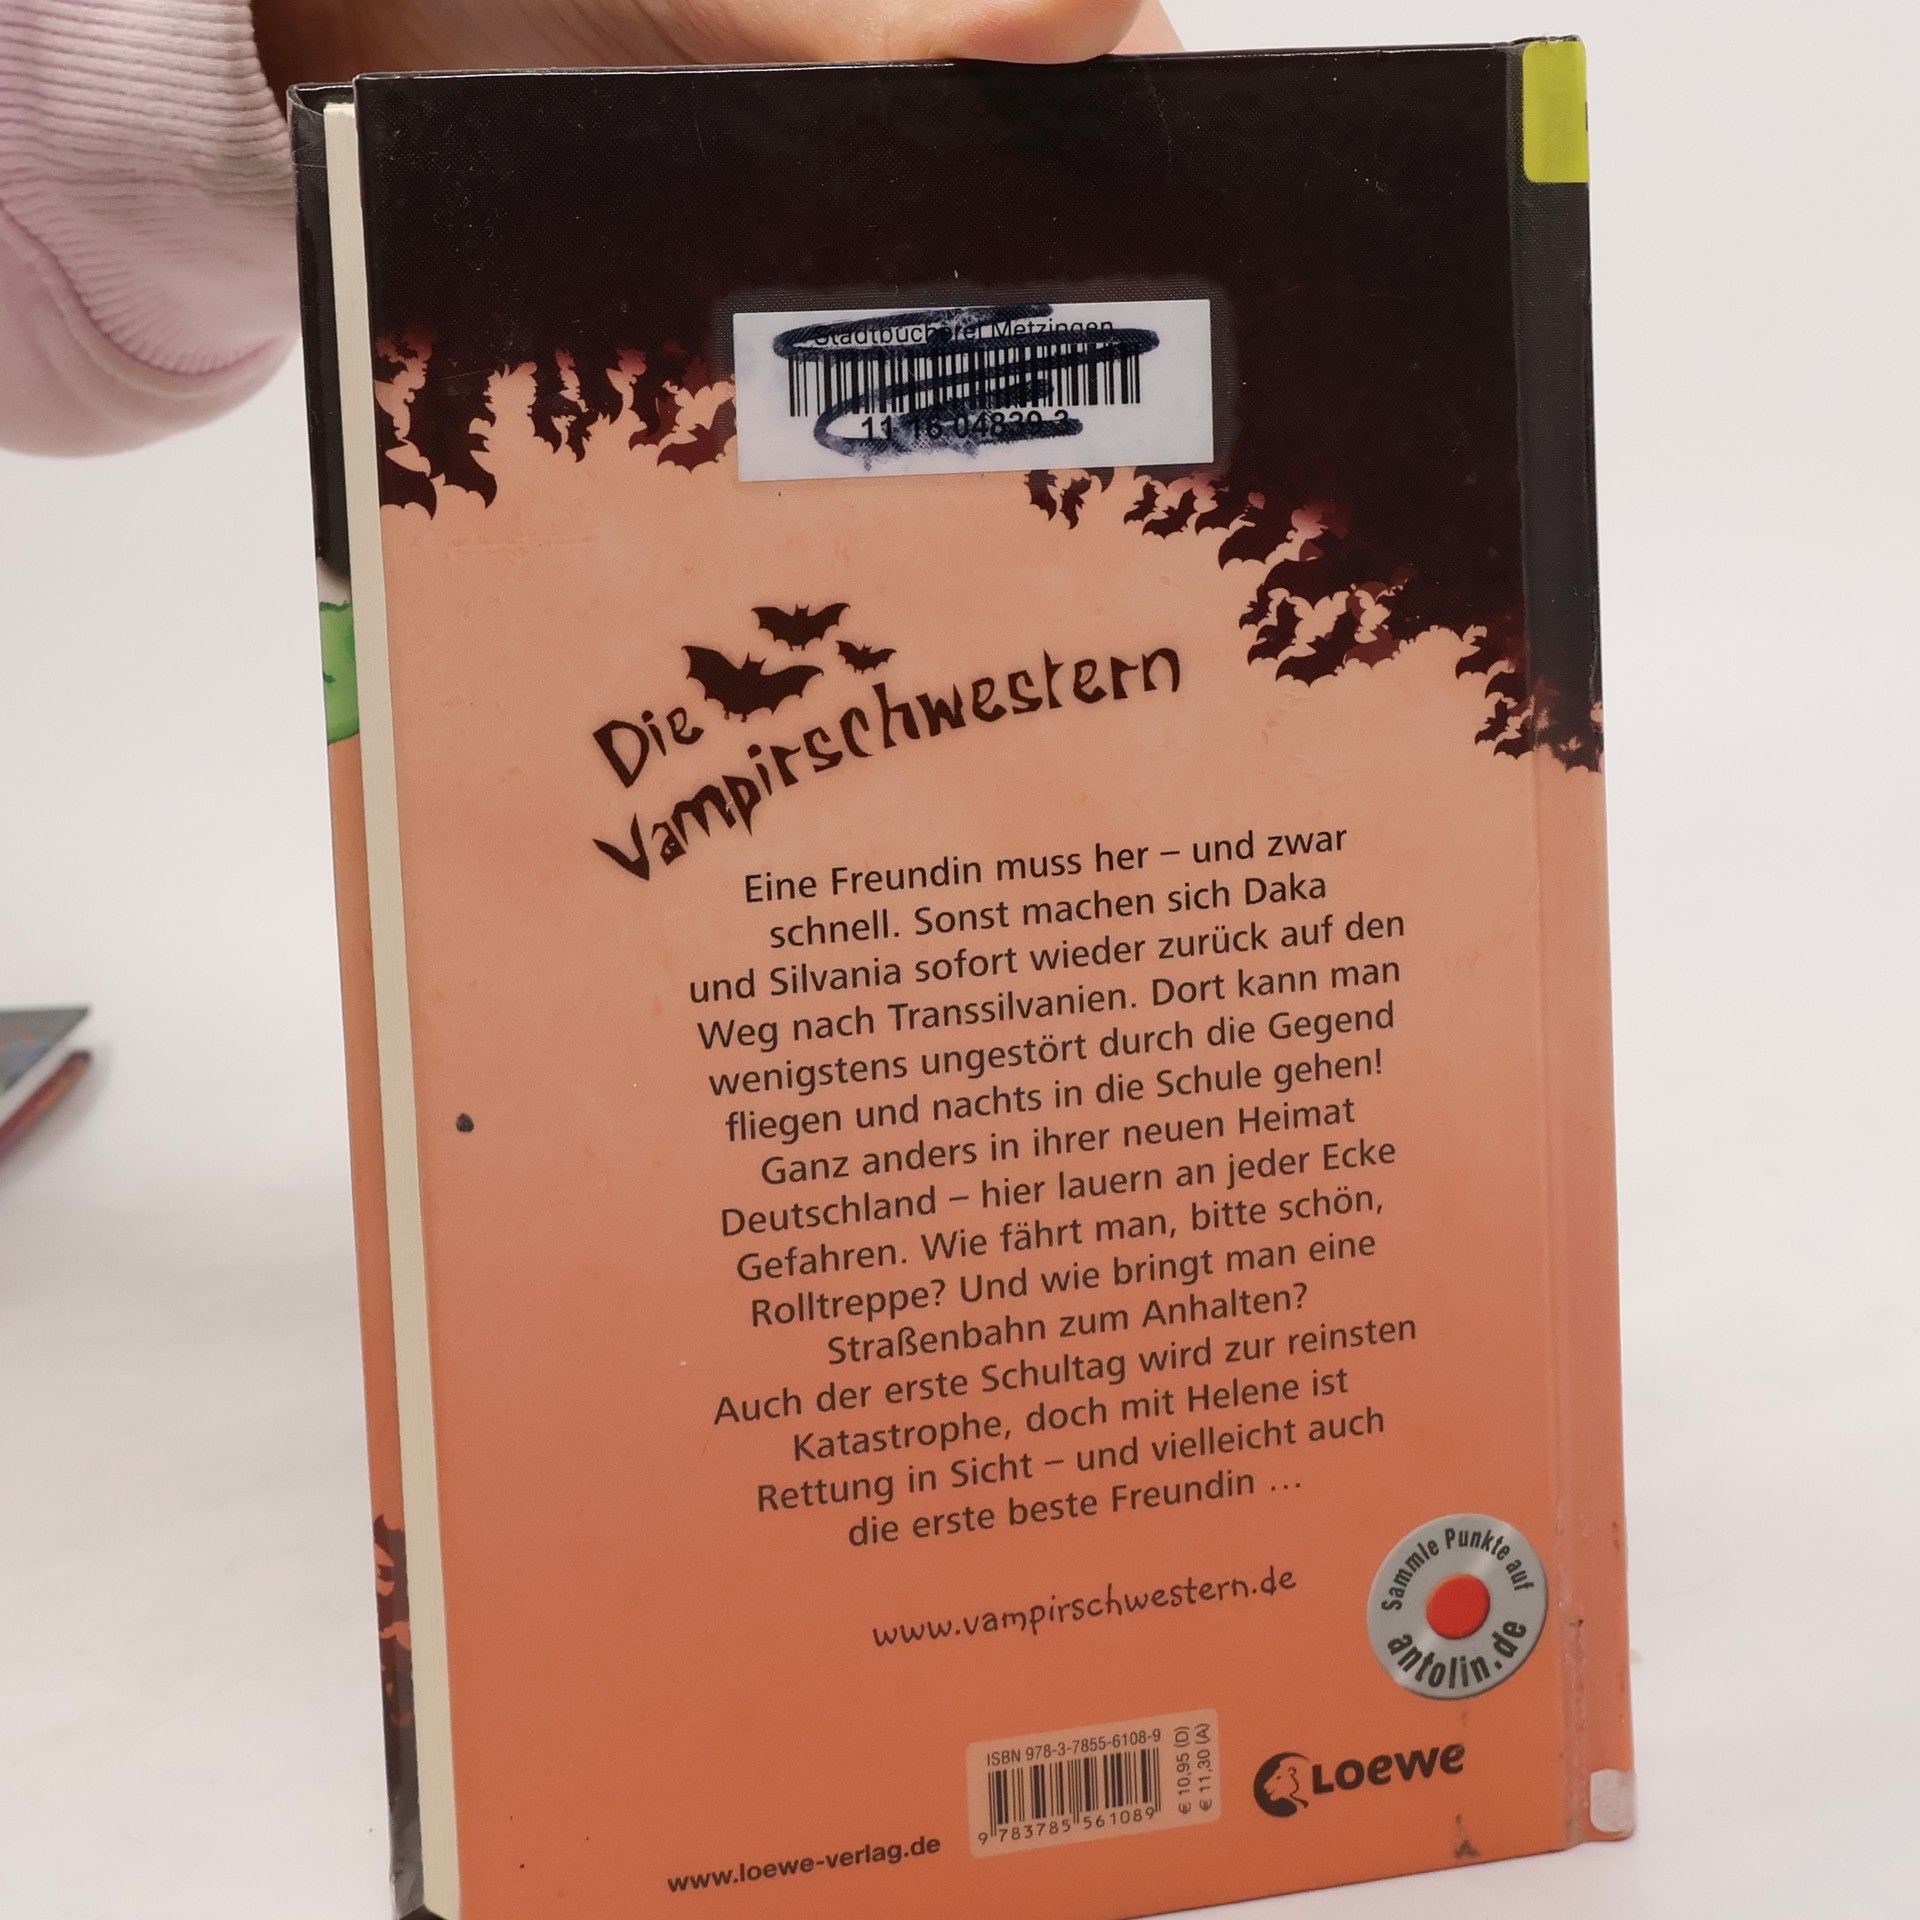 Stadtbücherei Metzingen
11 16 04839 3
Die
Vampirschwestern
Eine Freundin muss her – und zwar
schnell. Sonst machen sich Daka
und Silvania sofort wieder zurück auf den
Weg nach Transsilvanien. Dort kann man
wenigstens ungestört durch die Gegend
fliegen und nachts in die Schule gehen!
Ganz anders in ihrer neuen Heimat
Deutschland – hier lauern an jeder Ecke
Gefahren. Wie fährt man, bitte schön,
Rolltreppe? Und wie bringt man eine
Straßenbahn zum Anhalten?
Auch der erste Schultag wird zur reinsten
Katastrophe, doch mit Helene ist
Rettung in Sicht – und vielleicht auch
die erste beste Freundin ...
www.vampirschwestern.de
Sammle Punkte auf
antolin.de
ISBN 978-3-7855-6108-9
9 783785 561089
€ 10,95 (D)
€ 11,30 (A)
Loewe
www.loewe-verlag.de